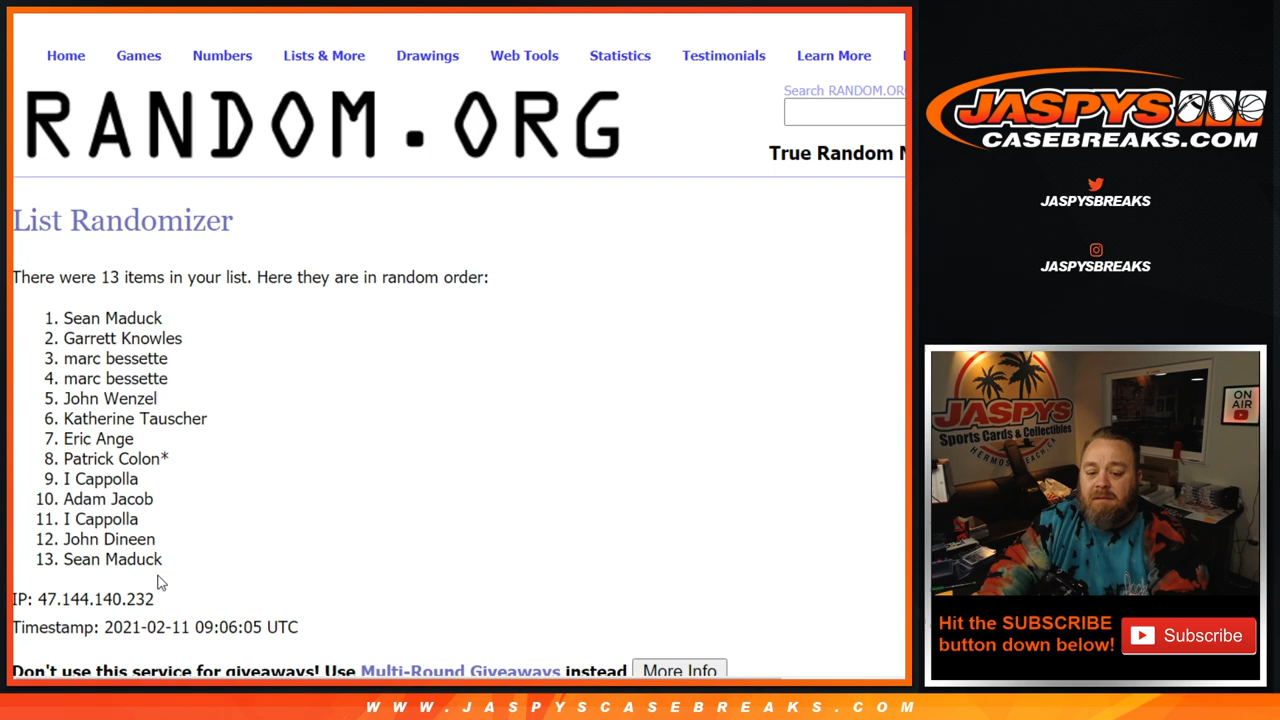 Home Games Numbers Lists & More Drawings Web Tools Statistics Testimonials Learn More
RANDOM.ORG
Search RANDOM.OR
True Random N
List Randomizer
There were 13 items in your list. Here they are in random order:
1. Sean Maduck
2. Garrett Knowles
3. marc bessette
4. marc bessette
5. John Wenzel
6. Katherine Tauscher
7. Eric Ange
8. Patrick Colon*
9. I Cappolla
10. Adam Jacob
11. I Cappolla
12. John Dineen
13. Sean Maduck
IP: 47.144.140.232
Timestamp: 2021-02-11 09:06:05 UTC
Don't use this service for giveaways! Use Multi-Round Giveaways instead More Info
JASPYS
CASEBREAKS.COM
JASPYSBREAKS
JASPYSBREAKS
JASPYS
Sports Cards & Collectibles
ON
AIR
Hit the SUBSCRIBE
button down below!
Subscribe
WWW.JASPYSCASEBREAKS.COM